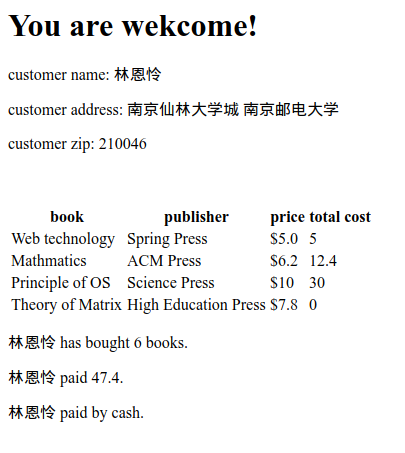 You are wekcome!
customer name: 林恩怜
customer address: 南京仙林大学城 南京邮电大学
customer zip: 210046
book publisher price total cost
Web technology Spring Press $5.0 5
Mathmatics ACM Press $6.2 12.4
Principle of OS Science Press $10 30
Theory of Matrix High Education Press $7.8 0
林恩怜 has bought 6 books.
林恩怜 paid 47.4.
林恩怜 paid by cash.